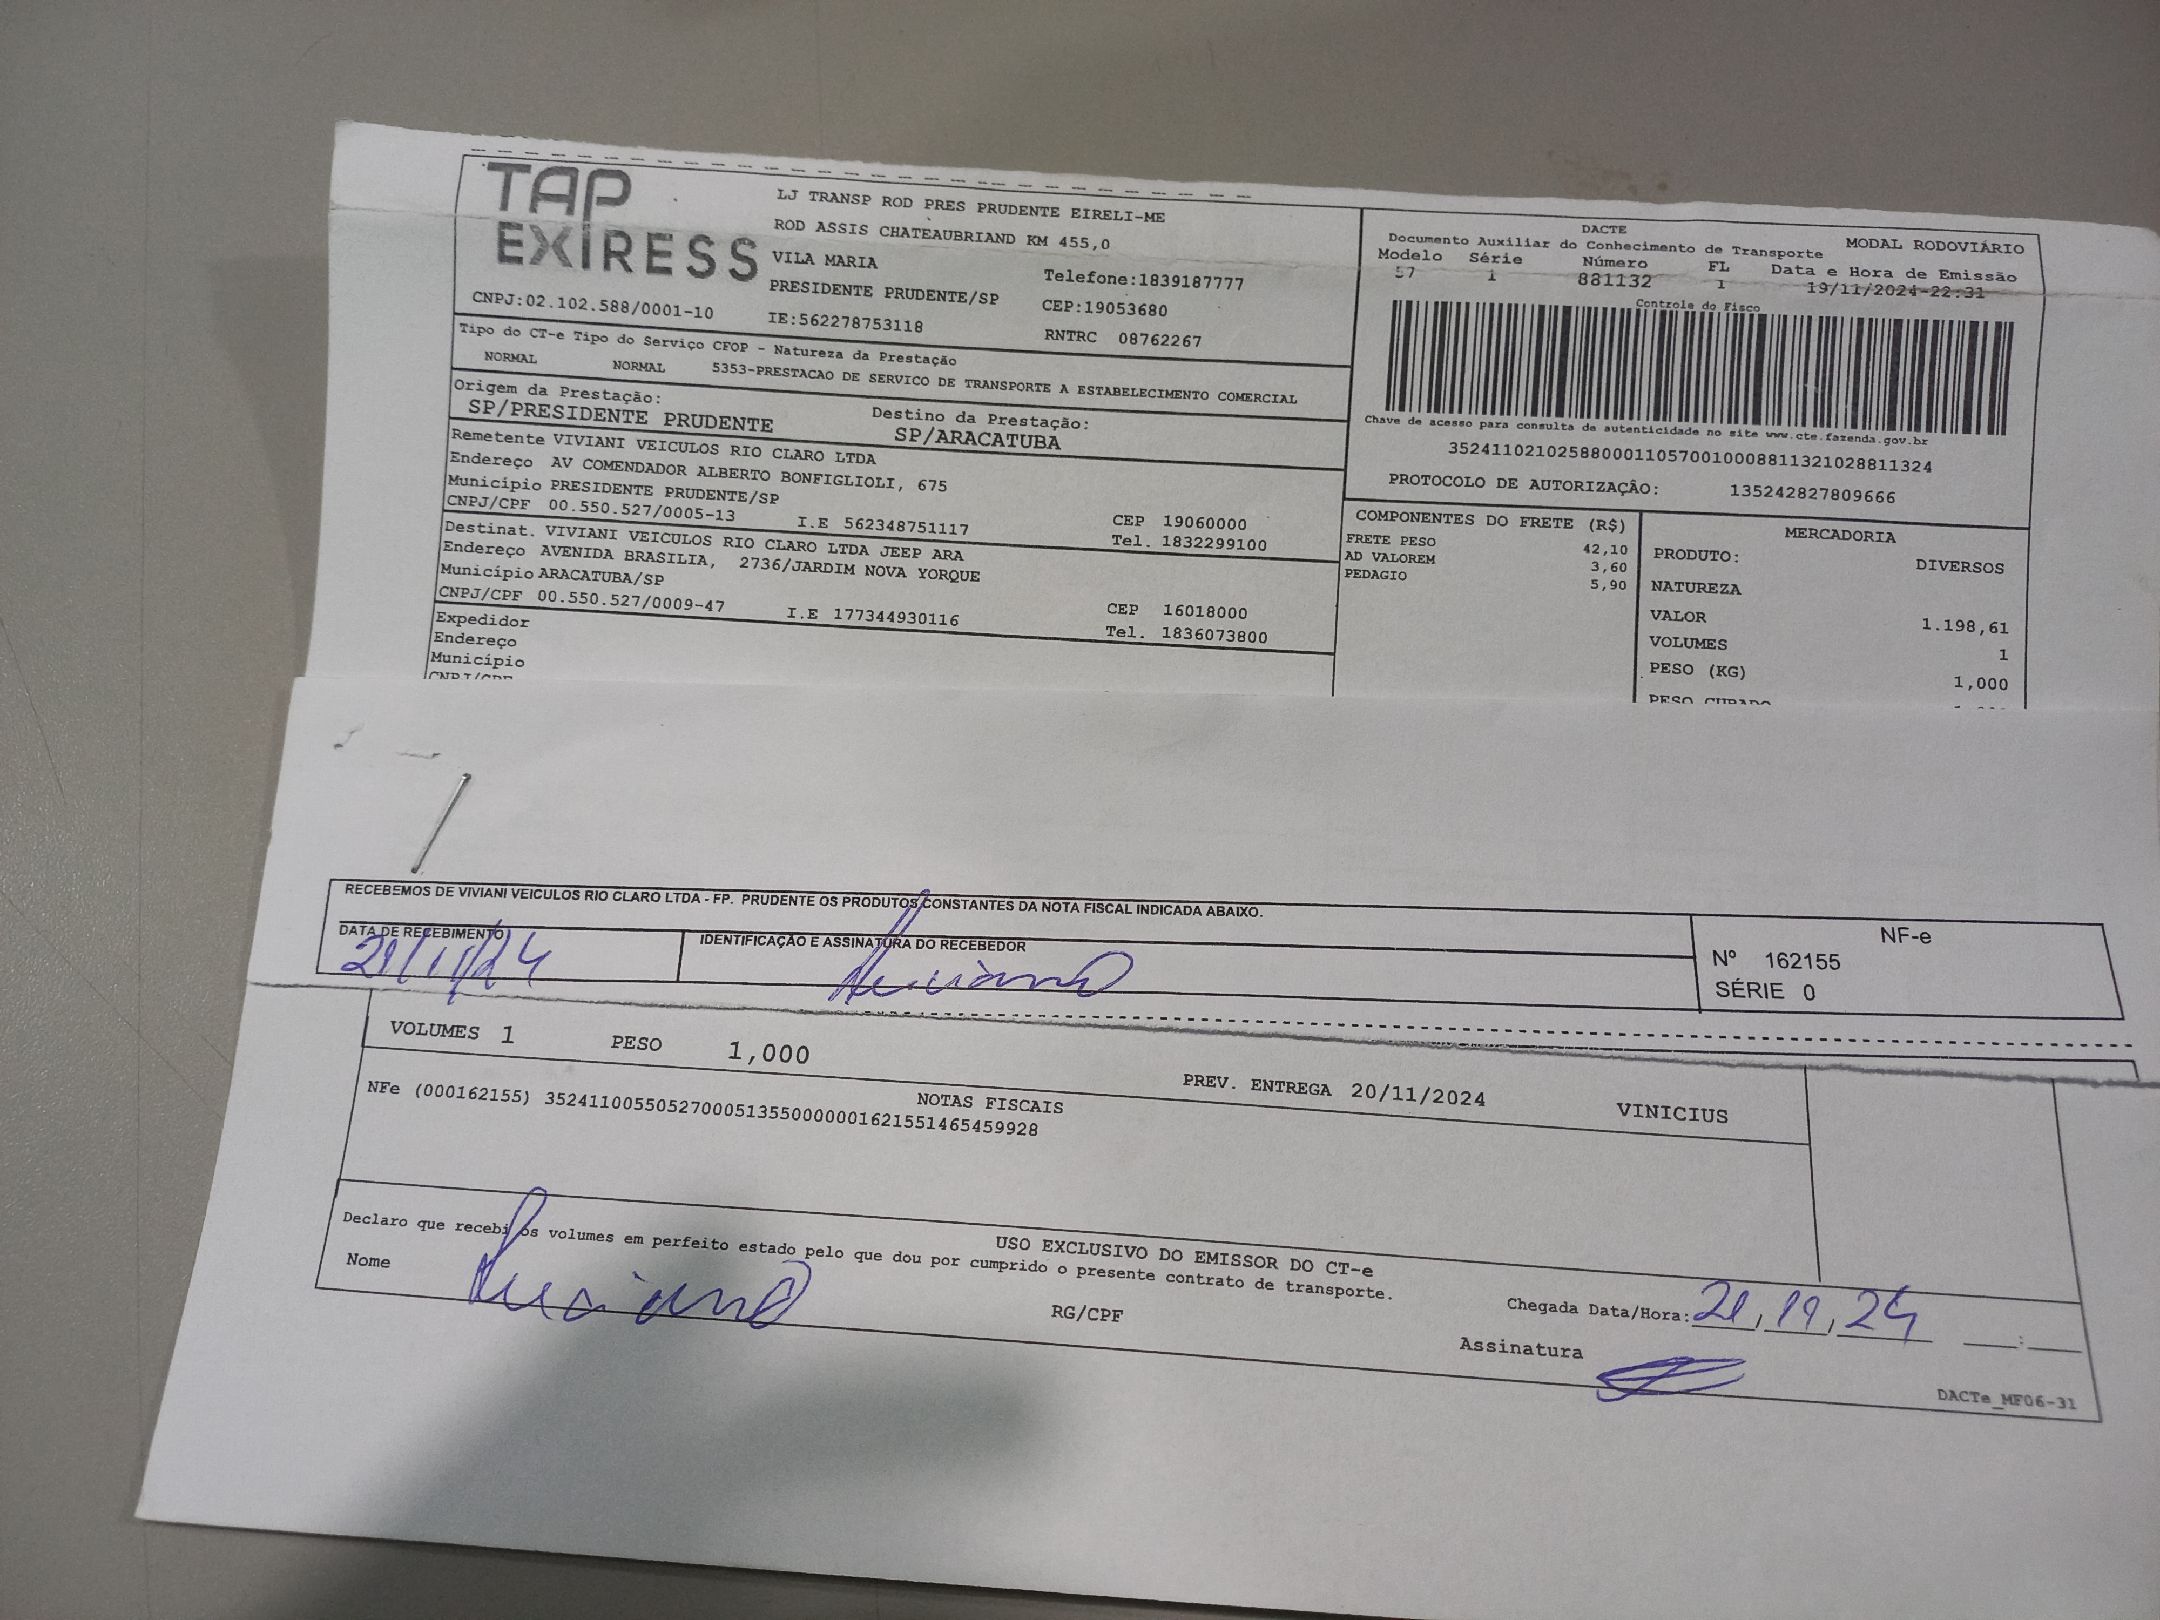 TAP
EXIRESS
CNPJ:02.102.588/0001-10
LJ TRANSP ROD PRES PRUDENTE EIRELI-ME
ROD ASSIS CHATEAUBRIAND KM 455,0
VILA MARIA
Telefone:1839187777
PRESIDENTE PRUDENTE/SP
CEP:19053680
IE:562278753118
RNTRC 08762267
DACTE
Documento Auxiliar do Conhecimento de Transporte
MODAL RODOVIÁRIO
Modelo Série Número FL Data e Hora de Emissão
57 1 881132 1 19/11/2024-22:31
Controle do Fisco
Chave de acesso para consulta de autenticidade no site www.cte.fazenda.gov.br
35241102102588000110570010008811321028811324
PROTOCOLO DE AUTORIZAÇÃO: 135242827809666
Tipo do CT-e Tipo do Serviço CFOP - Natureza da Prestação
NORMAL NORMAL 5353-PRESTACAO DE SERVICO DE TRANSPORTE A ESTABELECIMENTO COMERCIAL
Origem da Prestação: Destino da Prestação:
SP/PRESIDENTE PRUDENTE SP/ARACATUBA
Remetente VIVIANI VEICULOS RIO CLARO LTDA
Endereço AV COMENDADOR ALBERTO BONFIGLIOLI, 675
Município PRESIDENTE PRUDENTE/SP CEP 19060000
CNPJ/CPF 00.550.527/0005-13 I.E 562348751117 Tel. 1832299100
Destinat. VIVIANI VEICULOS RIO CLARO LTDA JEEP ARA
Endereço AVENIDA BRASILIA, 2736/JARDIM NOVA YORQUE
Município ARACATUBA/SP CEP 16018000
CNPJ/CPF 00.550.527/0009-47 I.E 177344930116 Tel. 1836073800
Expedidor
Endereço
Município
CNPJ/CPF
COMPONENTES DO FRETE (R$)
FRETE PESO 42,10
AD VALOREM 3,60
PEDAGIO 5,90
MERCADORIA
PRODUTO: DIVERSOS
NATUREZA
VALOR 1.198,61
VOLUMES 1
PESO (KG) 1,000
PESO CUBADO
RECEBEMOS DE VIVIANI VEICULOS RIO CLARO LTDA - FP. PRUDENTE OS PRODUTOS CONSTANTES DA NOTA FISCAL INDICADA ABAIXO.
DATA DE RECEBIMENTO
21/11/24
IDENTIFICAÇÃO E ASSINATURA DO RECEBEDOR
Luciano
NF-e
Nº 162155
SÉRIE 0
VOLUMES 1 PESO 1,000 PREV. ENTREGA 20/11/2024 VINICIUS
NOTAS FISCAIS
NFe (000162155) 35241100550527000513550000001621551465459928
USO EXCLUSIVO DO EMISSOR DO CT-e
Declaro que recebi os volumes em perfeito estado pelo que dou por cumprido o presente contrato de transporte.
Nome Luciano RG/CPF
Chegada Data/Hora: 21, 19, 24 :
Assinatura
DACTe_MF06-31